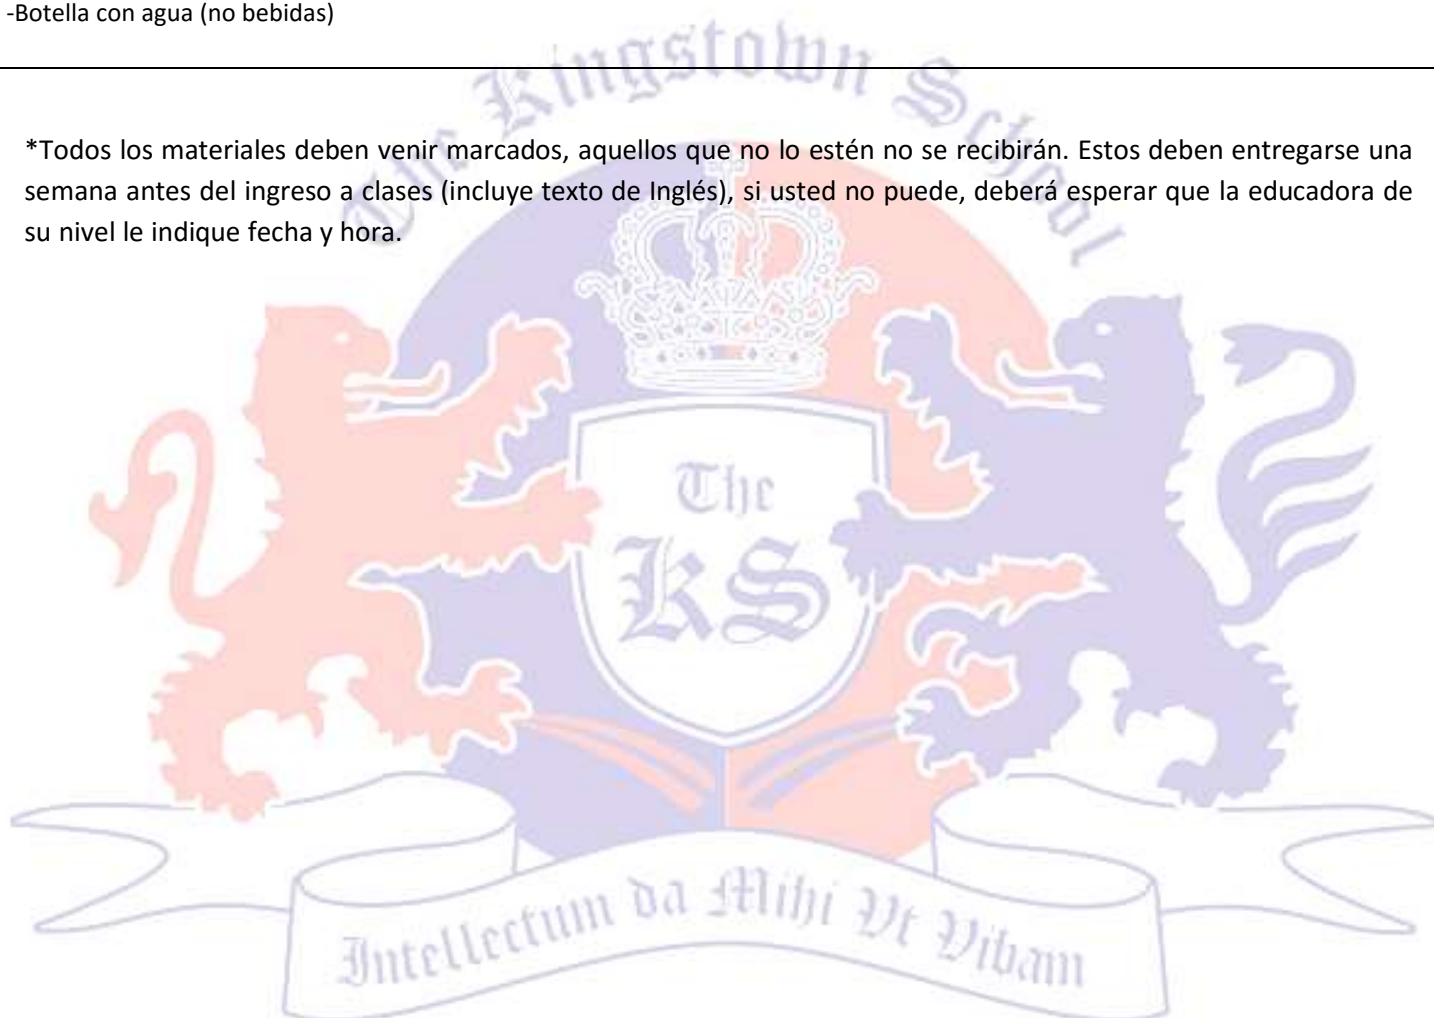 -Botella con agua (no bebidas)
The Kingstown School
*Todos los materiales deben venir marcados, aquellos que no lo estén no se recibirán. Estos deben entregarse una
semana antes del ingreso a clases (incluye texto de Inglés), si usted no puede, deberá esperar que la educadora de
su nivel le indique fecha y hora.
The
KS
Intellectum da Mihi Vt Vibam